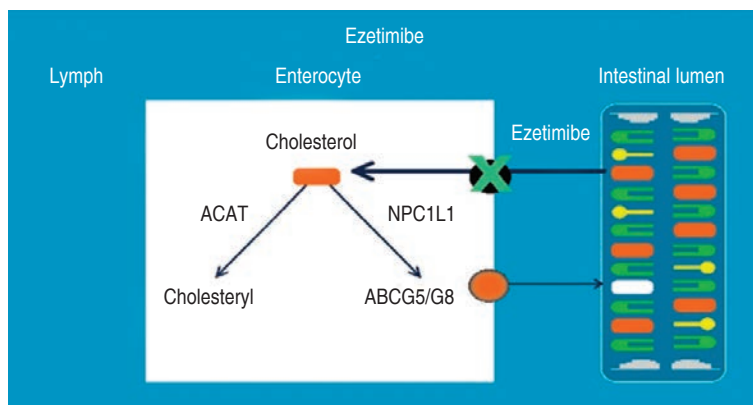 Ezetimibe
Lymph
Enterocyte
Intestinal lumen
Ezetimibe
Cholesterol
ACAT
NPC1L1
Cholesteryl
ABCG5/G8